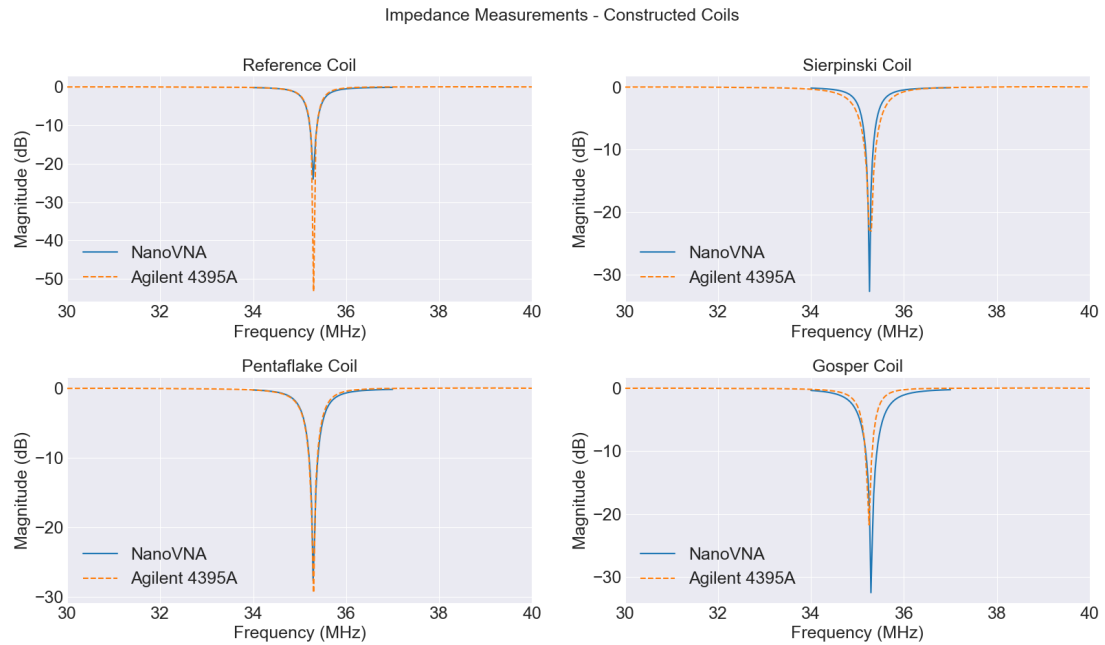 Impedance Measurements - Constructed Coils
Reference Coil
Magnitude (dB)
0
−10
−20
−30
−40
−50
NanoVNA
Agilent 4395A
30 32 34 36 38 40
Frequency (MHz)
Sierpinski Coil
Magnitude (dB)
0
−10
−20
−30
NanoVNA
Agilent 4395A
30 32 34 36 38 40
Frequency (MHz)
Pentaflake Coil
Magnitude (dB)
0
−10
−20
−30
NanoVNA
Agilent 4395A
30 32 34 36 38 40
Frequency (MHz)
Gosper Coil
Magnitude (dB)
0
−10
−20
−30
NanoVNA
Agilent 4395A
30 32 34 36 38 40
Frequency (MHz)